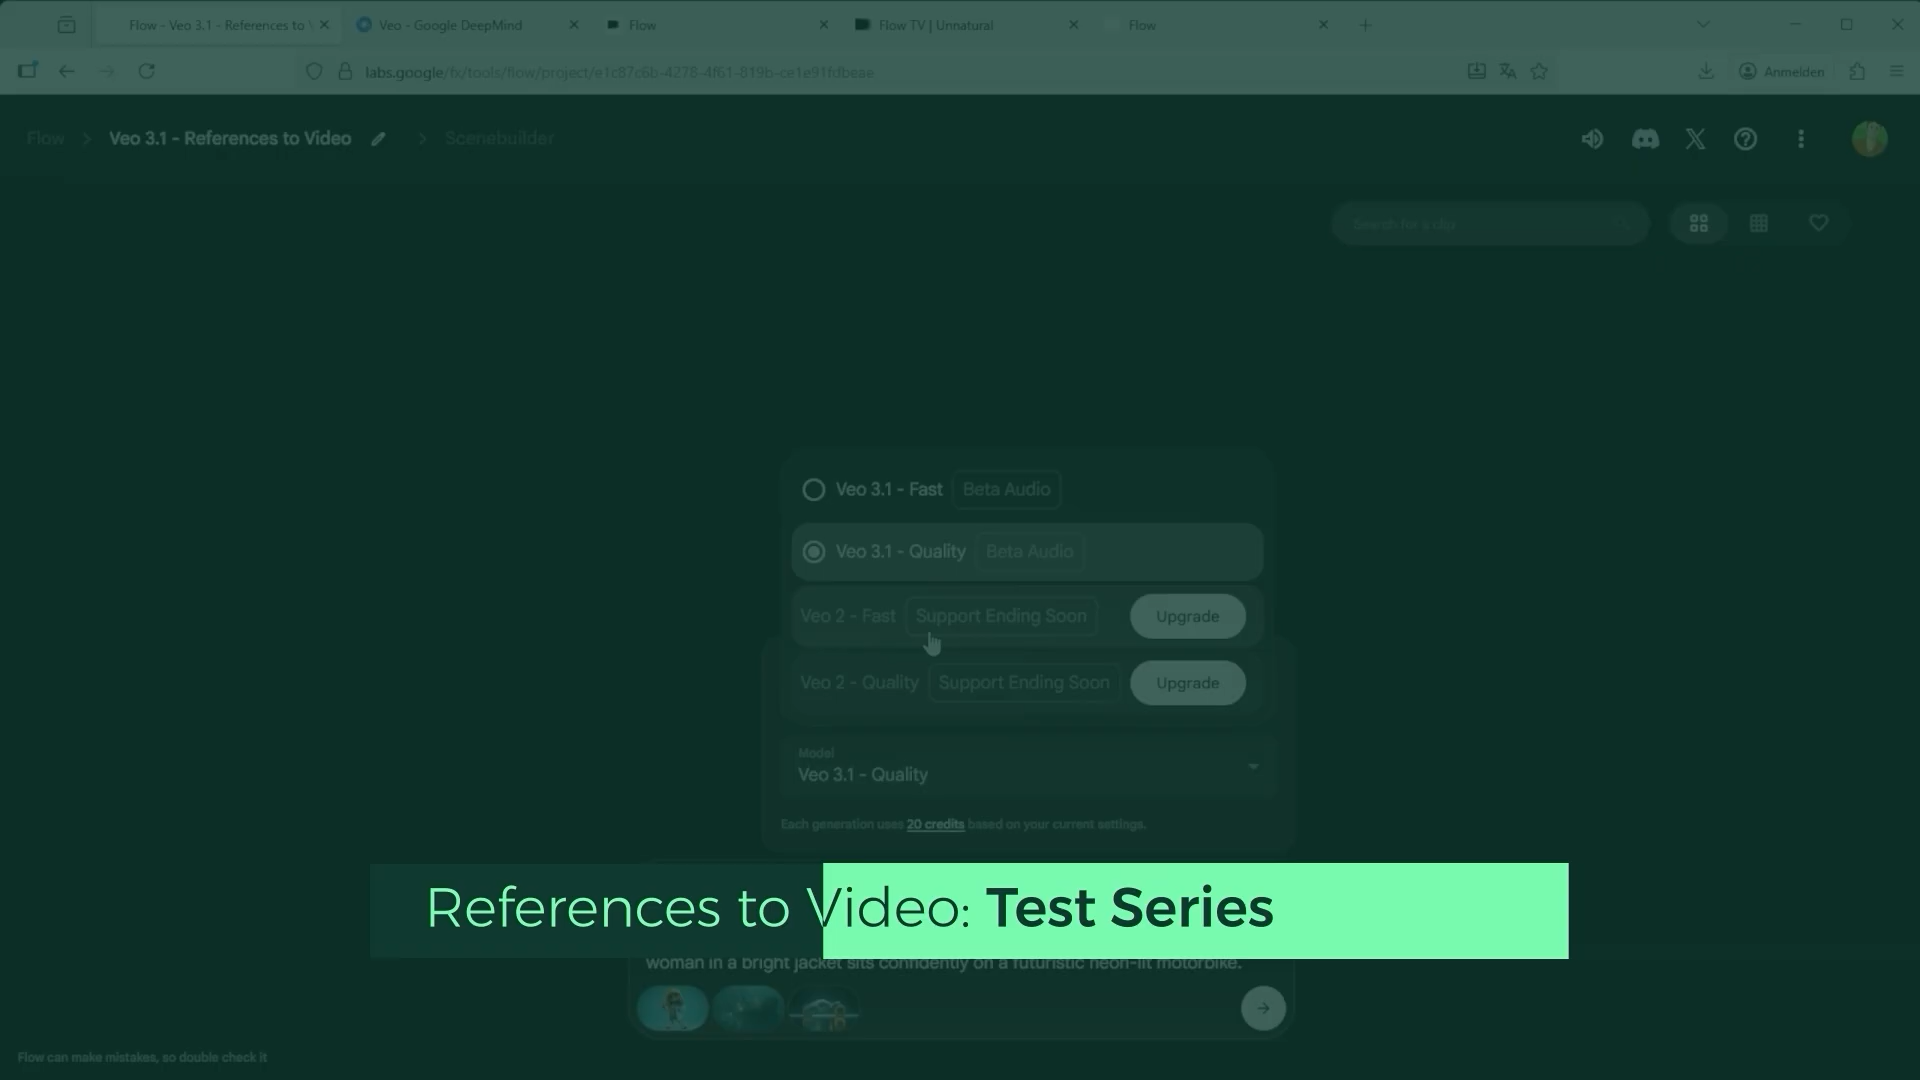 Flow - Veo 3.1 - References to V
Veo - Google DeepMind
Flow
Flow TV | Unnatural
Flow
labs.google/fx/tools/flow/project/e1c87c6b-4278-4f61-819b-ce1e91fdbeae
Anmelden
Flow > Veo 3.1 - References to Video > Scenebuilder
Search for a clip
Veo 3.1 - Fast Beta Audio
Veo 3.1 - Quality Beta Audio
Veo 2 - Fast Support Ending Soon Upgrade
Veo 2 - Quality Support Ending Soon Upgrade
Model
Veo 3.1 - Quality
Each generation uses 20 credits based on your current settings.
References to Video: Test Series
woman in a bright jacket sits confidently on a futuristic neon-lit motorbike.
Flow can make mistakes, so double check it